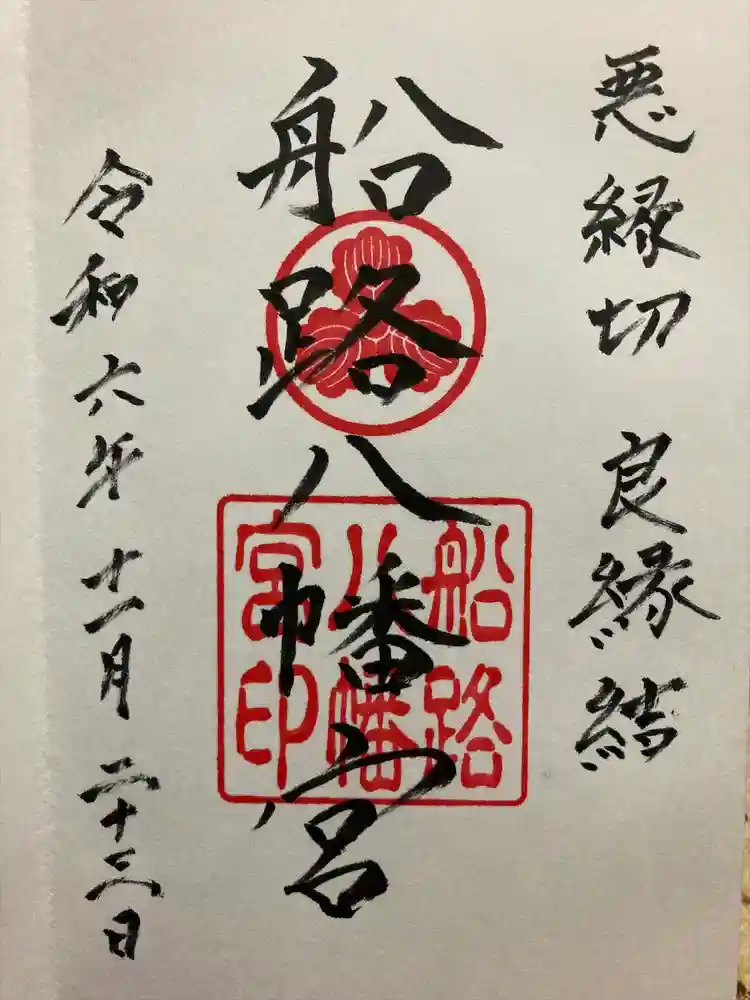 悪縁切 良縁結
船路八幡宮
船路
八幡
宮印
令和六年十一月二十三日